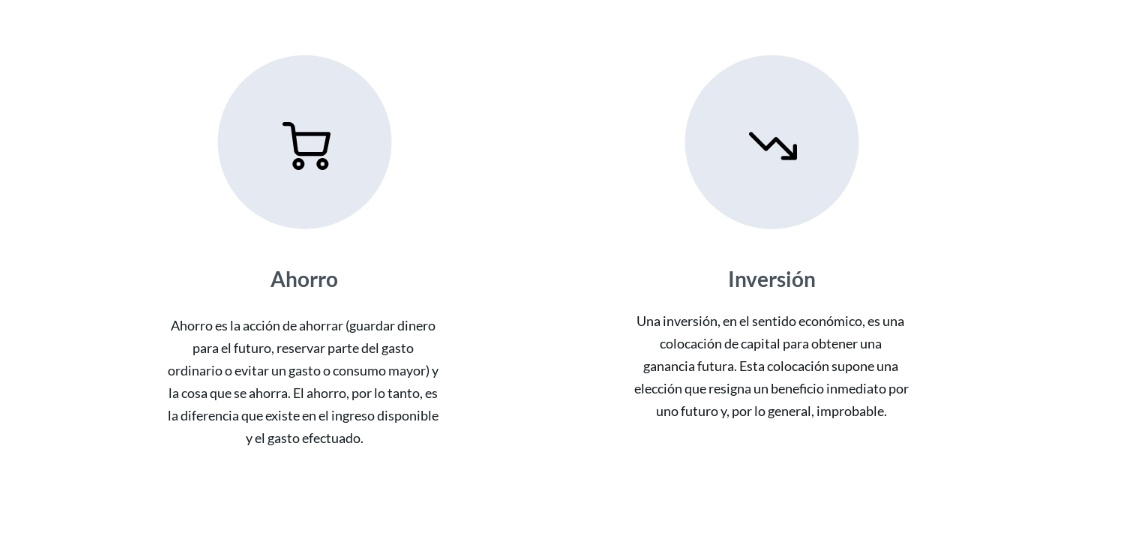 Ahorro
Ahorro es la acción de ahorrar (guardar dinero
para el futuro, reservar parte del gasto
ordinario o evitar un gasto o consumo mayor) y
la cosa que se ahorra. El ahorro, por lo tanto, es
la diferencia que existe en el ingreso disponible
y el gasto efectuado.
Inversión
Una inversión, en el sentido económico, es una
colocación de capital para obtener una
ganancia futura. Esta colocación supone una
elección que resigna un beneficio inmediato por
uno futuro y, por lo general, improbable.